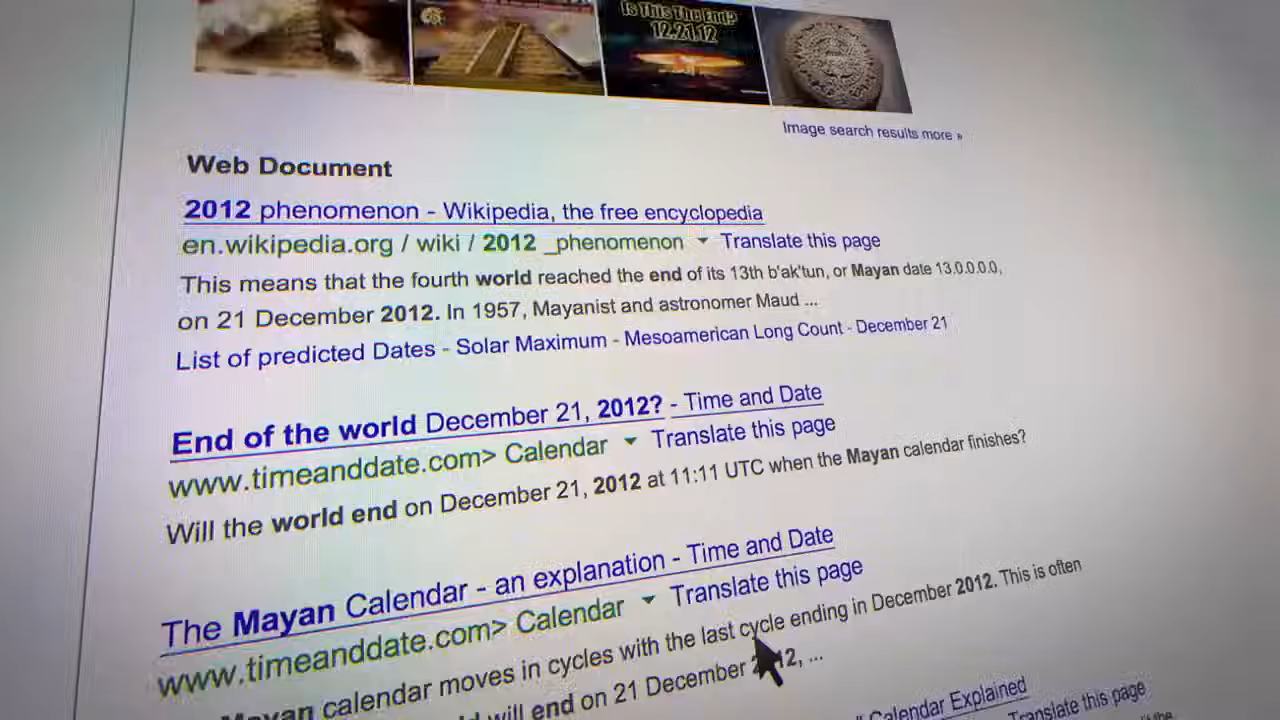 Is This The End?
12.21.12
Image search results more »
Web Document
2012 phenomenon - Wikipedia, the free encyclopedia
en.wikipedia.org / wiki / 2012 _phenomenon Translate this page
This means that the fourth world reached the end of its 13th b'ak'tun, or Mayan date 13.0.0.0.0,
on 21 December 2012. In 1957, Mayanist and astronomer Maud ...
List of predicted Dates - Solar Maximum - Mesoamerican Long Count - December 21
End of the world December 21, 2012? - Time and Date
www.timeanddate.com> Calendar Translate this page
Will the world end on December 21, 2012 at 11:11 UTC when the Mayan calendar finishes?
The Mayan Calendar - an explanation - Time and Date
www.timeanddate.com> Calendar Translate this page
Mayan calendar moves in cycles with the last cycle ending in December 2012. This is often
will end on 21 December 2012, ...
Calendar Explained
Translate this page